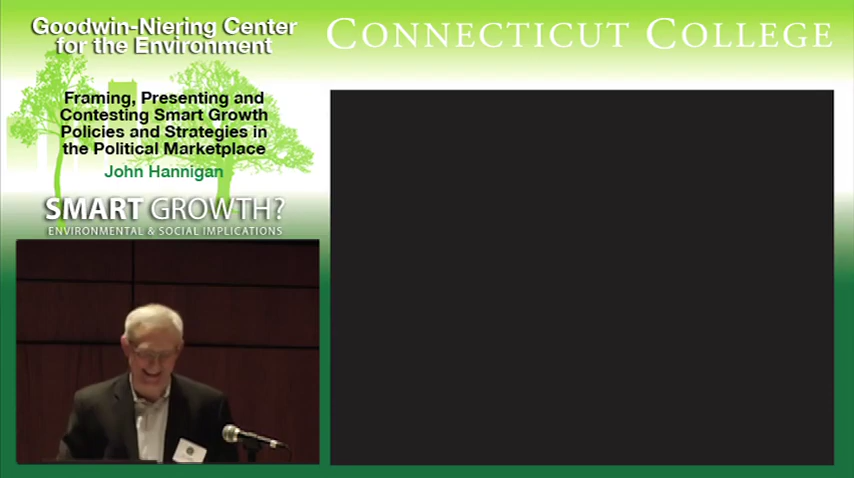 Goodwin-Niering Center
for the Environment
CONNECTICUT COLLEGE
Framing, Presenting and
Contesting Smart Growth
Policies and Strategies in
the Political Marketplace
John Hannigan
SMART GROWTH?
ENVIRONMENTAL & SOCIAL IMPLICATIONS